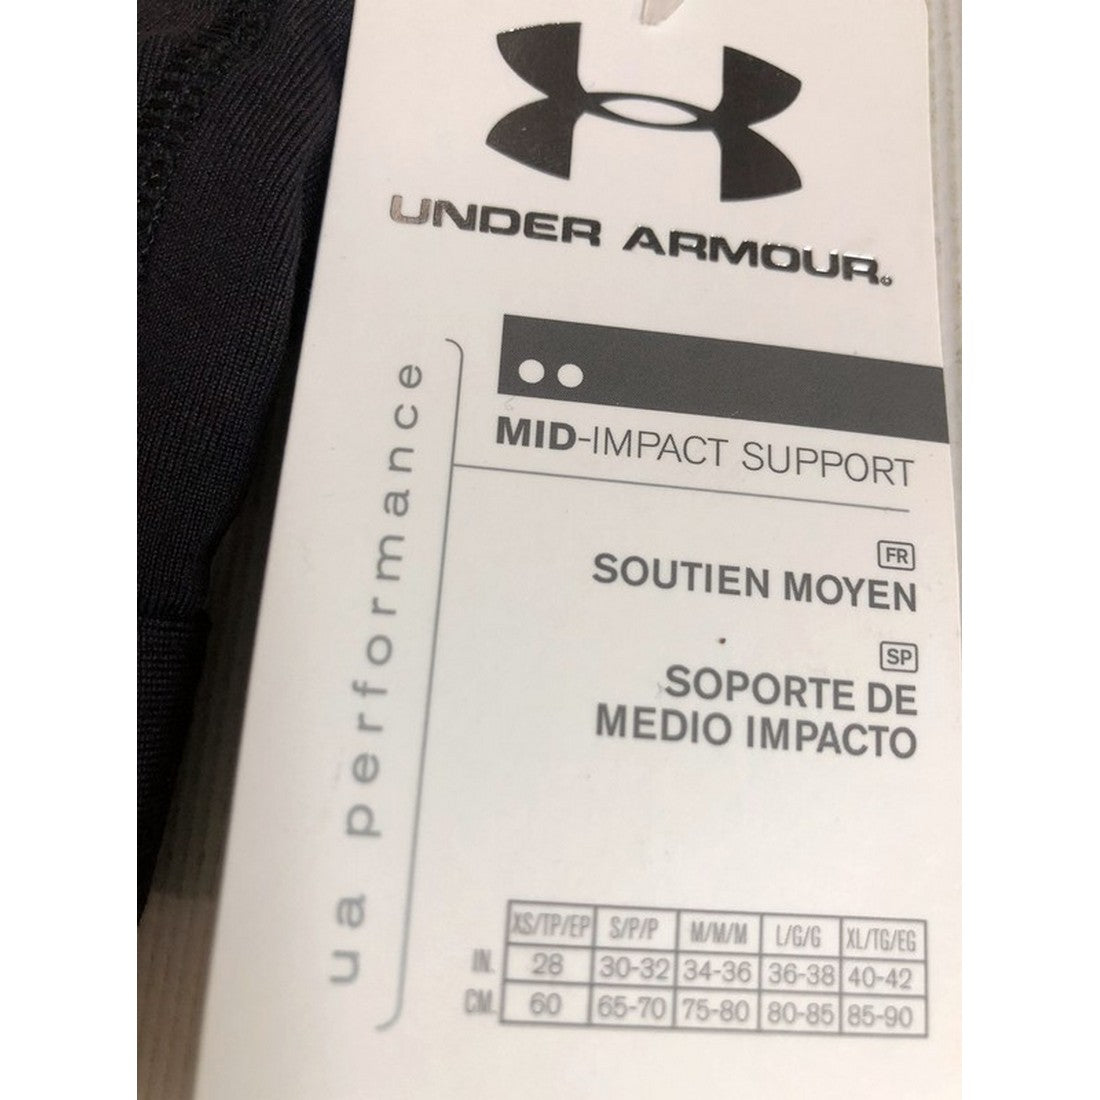 UNDER ARMOUR®
ua performance
MID-IMPACT SUPPORT
FR
SOUTIEN MOYEN
SP
SOPORTE DE
MEDIO IMPACTO
XS/TP/EP S/P/P M/M/M L/G/G XL/TG/EG
IN. 28 30-32 34-36 36-38 40-42
CM. 60 65-70 75-80 80-85 85-90